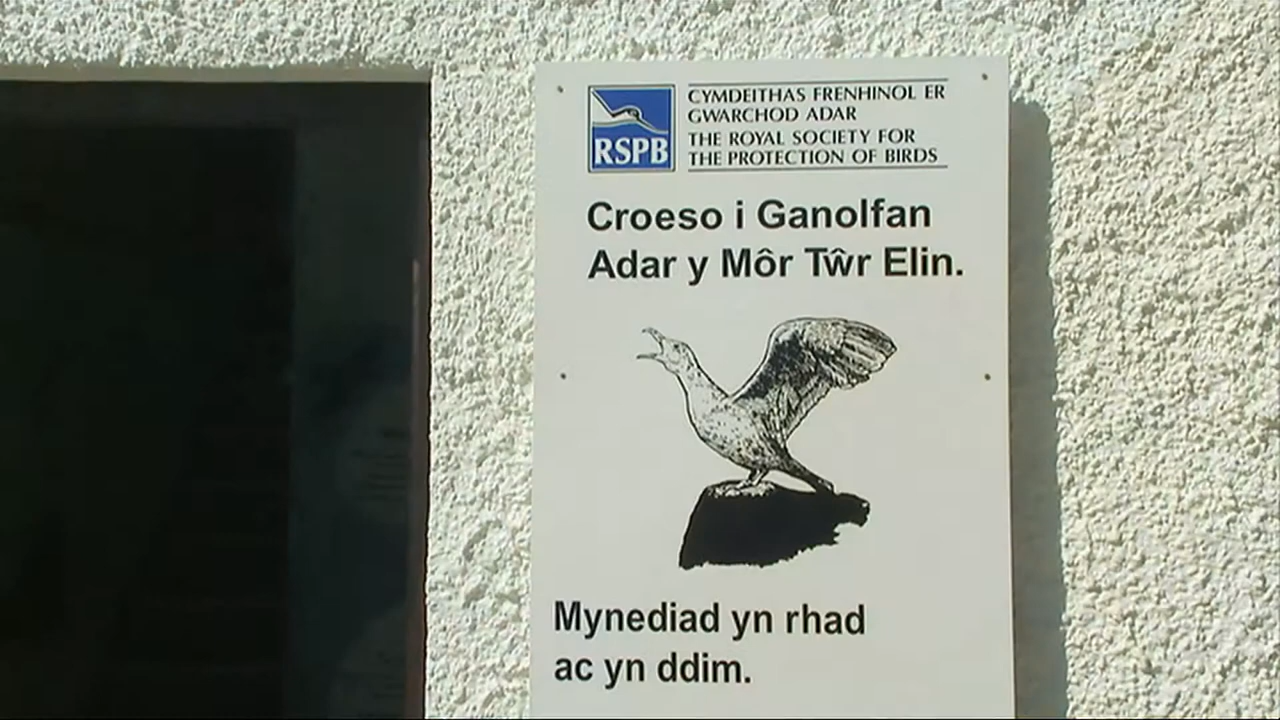 RSPB
CYMDEITHAS FRENHINOL ER
GWARCHOD ADAR
THE ROYAL SOCIETY FOR
THE PROTECTION OF BIRDS
Croeso i Ganolfan
Adar y Môr Tŵr Elin.
Mynediad yn rhad
ac yn ddim.